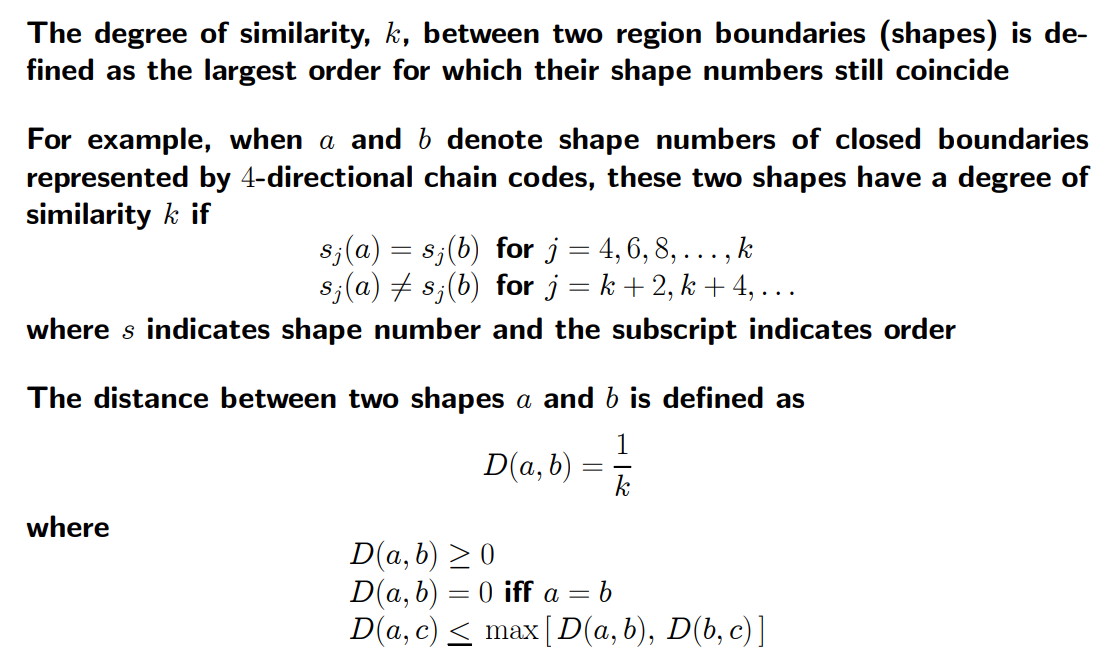 The degree of similarity, k, between two region boundaries (shapes) is de-
fined as the largest order for which their shape numbers still coincide
For example, when a and b denote shape numbers of closed boundaries
represented by 4-directional chain codes, these two shapes have a degree of
similarity k if
s_j(a) = s_j(b) for j = 4, 6, 8, . . . , k
s_j(a) ≠ s_j(b) for j = k + 2, k + 4, . . .
where s indicates shape number and the subscript indicates order
The distance between two shapes a and b is defined as
D(a, b) = 1/k
where
D(a, b) ≥ 0
D(a, b) = 0 iff a = b
D(a, c) ≤ max [ D(a, b), D(b, c) ]